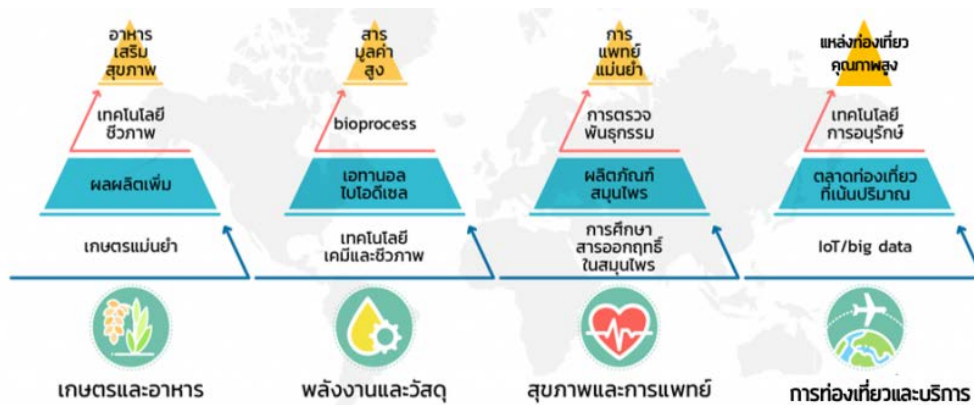 อาหาร
เสริม
สุขภาพ
เทคโนโลยี
ชีวภาพ
ผลผลิตเพิ่ม
เกษตรแม่นยำ
เกษตรและอาหาร
สาร
มูลค่า
สูง
bioprocess
เอทานอล
ไบโอดีเซล
เทคโนโลยี
เคมีและชีวภาพ
พลังงานและวัสดุ
การ
แพทย์
แม่นยำ
การตรวจ
พันธุกรรม
ผลิตภัณฑ์
สมุนไพร
การศึกษา
สารออกฤทธิ์
ในสมุนไพร
สุขภาพและการแพทย์
แหล่งท่องเที่ยว
คุณภาพสูง
เทคโนโลยี
การอนุรักษ์
ตลาดท่องเที่ยว
ที่เน้นปริมาณ
IoT/big data
การท่องเที่ยวและบริการ